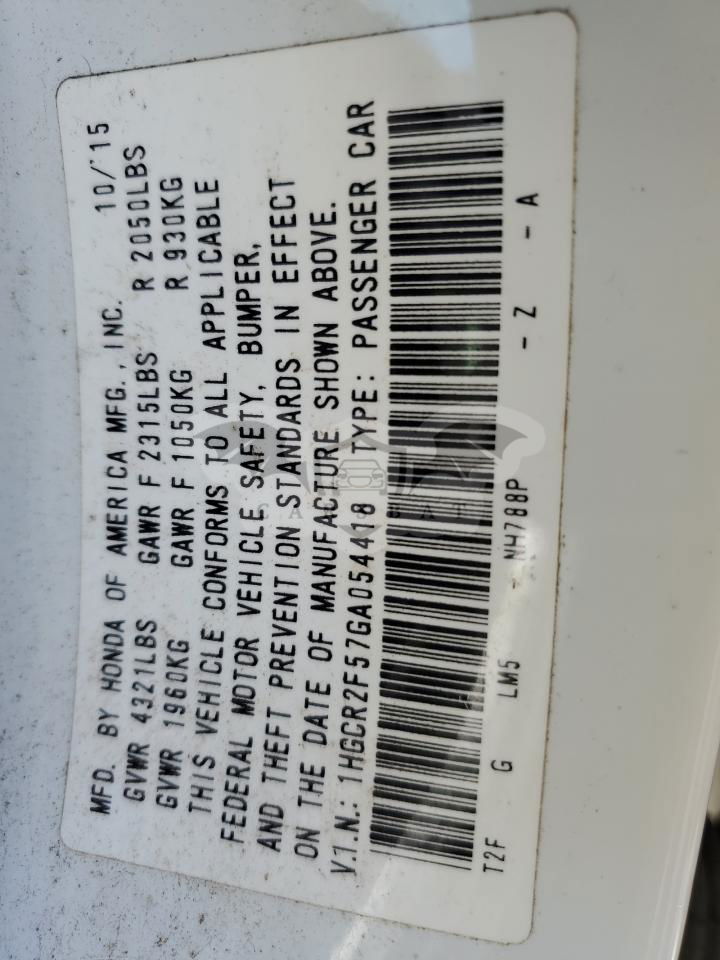 MFD. BY HONDA OF AMERICA MFG., INC. 10/'15
GVWR 4321LBS GAWR F 2315LBS R 2050LBS
GVWR 1960KG GAWR F 1050KG R 930KG
THIS VEHICLE CONFORMS TO ALL APPLICABLE
FEDERAL MOTOR VEHICLE SAFETY, BUMPER,
AND THEFT PREVENTION STANDARDS IN EFFECT
ON THE DATE OF MANUFACTURE SHOWN ABOVE.
V.I.N.: 1HGCR2F57GA054418 TYPE: PASSENGER CAR
T2F G LM5 - NH788P - Z - A